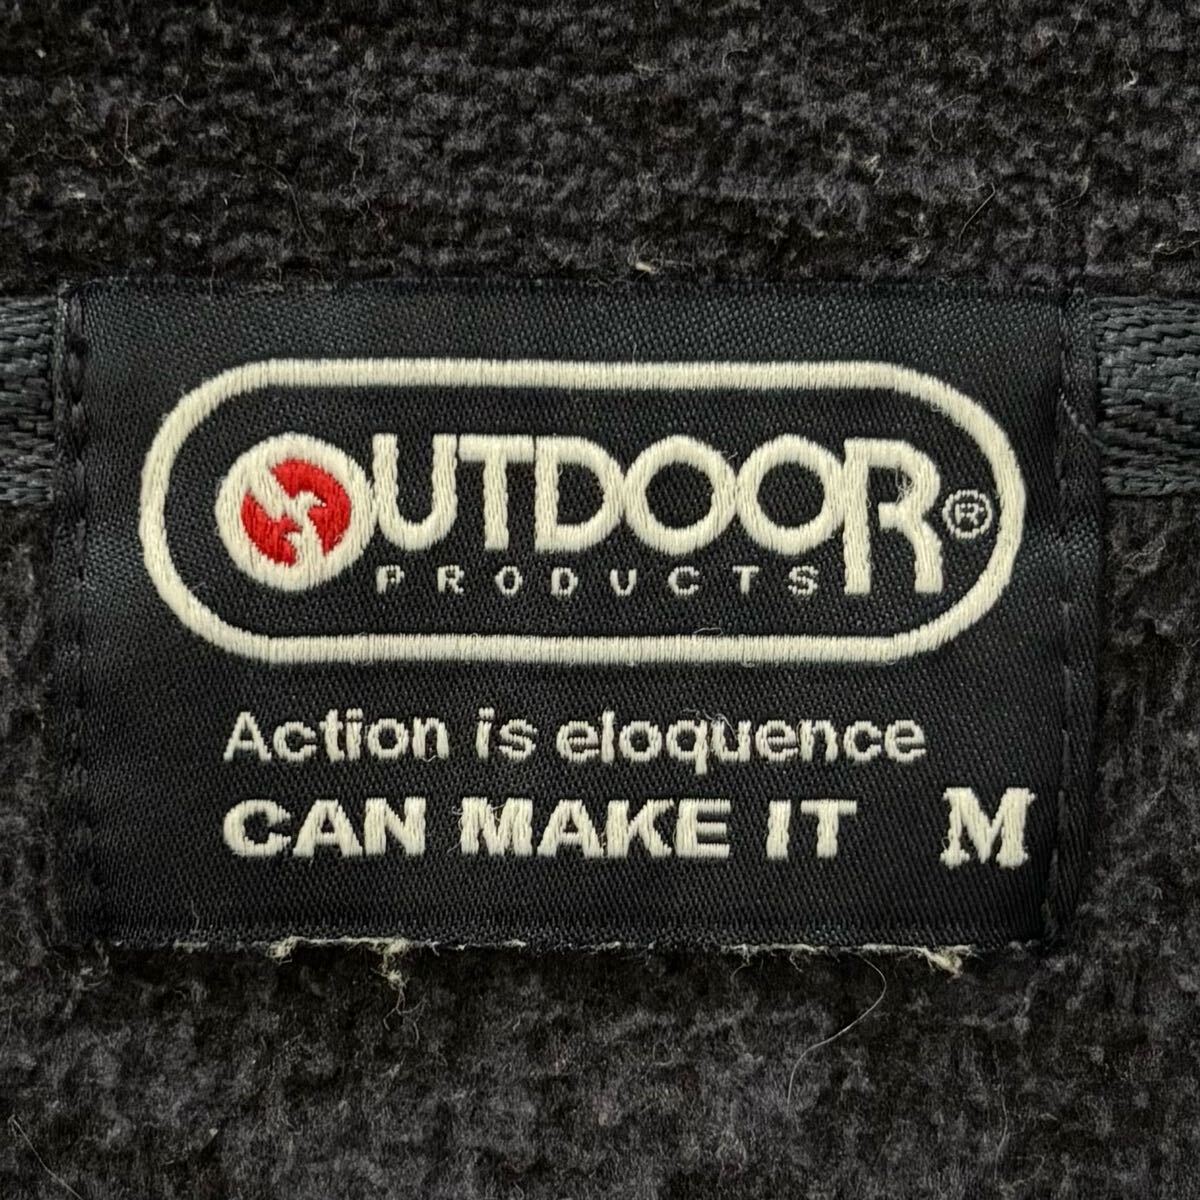 OUTDOOR®
PRODUCTS
Action is eloquence
CAN MAKE IT M